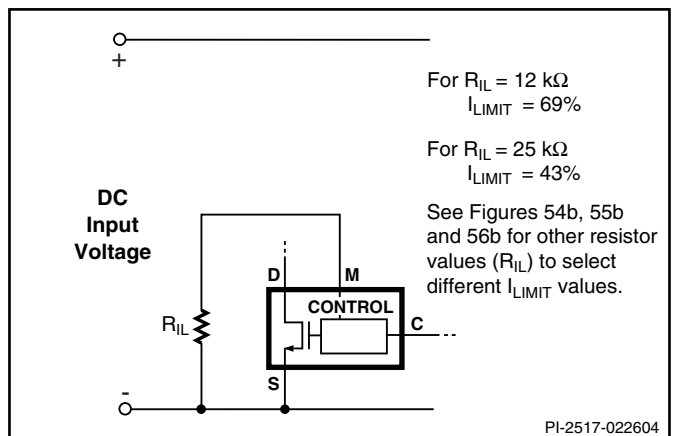 +
For R_IL = 12 kΩ
I_LIMIT = 69%
For R_IL = 25 kΩ
I_LIMIT = 43%
See Figures 54b, 55b
and 56b for other resistor
values (R_IL) to select
different I_LIMIT values.
DC
Input
Voltage
D
M
CONTROL
C
R_IL
S
-
PI-2517-022604